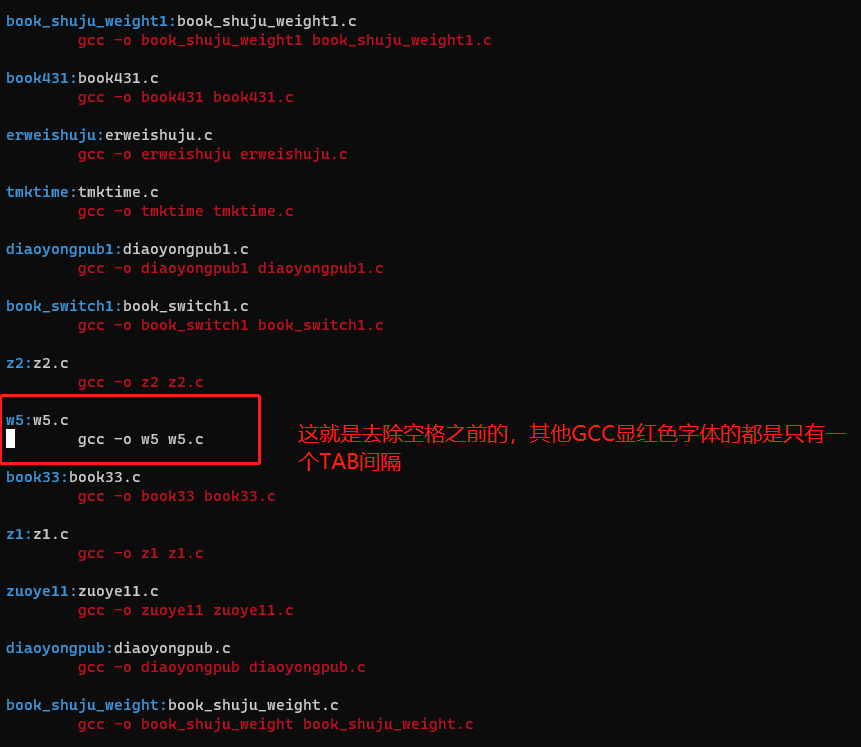 book_shuju_weight1:book_shuju_weight1.c
gcc -o book_shuju_weight1 book_shuju_weight1.c
book431:book431.c
gcc -o book431 book431.c
erweishuju:erweishuju.c
gcc -o erweishuju erweishuju.c
tmktime:tmktime.c
gcc -o tmktime tmktime.c
diaoyongpub1:diaoyongpub1.c
gcc -o diaoyongpub1 diaoyongpub1.c
book_switch1:book_switch1.c
gcc -o book_switch1 book_switch1.c
z2:z2.c
gcc -o z2 z2.c
w5:w5.c
gcc -o w5 w5.c
这就是去除空格之前的，其他GCC显红色字体的都是只有一
个TAB间隔
book33:book33.c
gcc -o book33 book33.c
z1:z1.c
gcc -o z1 z1.c
zuoye11:zuoye11.c
gcc -o zuoye11 zuoye11.c
diaoyongpub:diaoyongpub.c
gcc -o diaoyongpub diaoyongpub.c
book_shuju_weight:book_shuju_weight.c
gcc -o book_shuju_weight book_shuju_weight.c